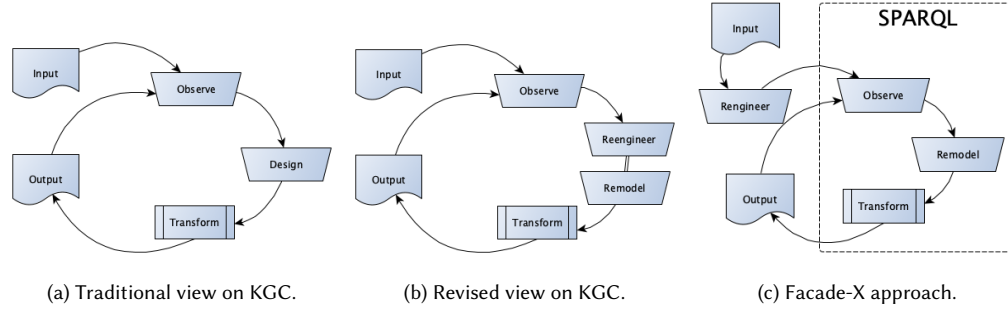 Input
Observe
Design
Output
Transform
(a) Traditional view on KGC.
Input
Observe
Reengineer
Remodel
Output
Transform
(b) Revised view on KGC.
Input
SPARQL
Rengineer
Observe
Remodel
Output
Transform
(c) Facade-X approach.